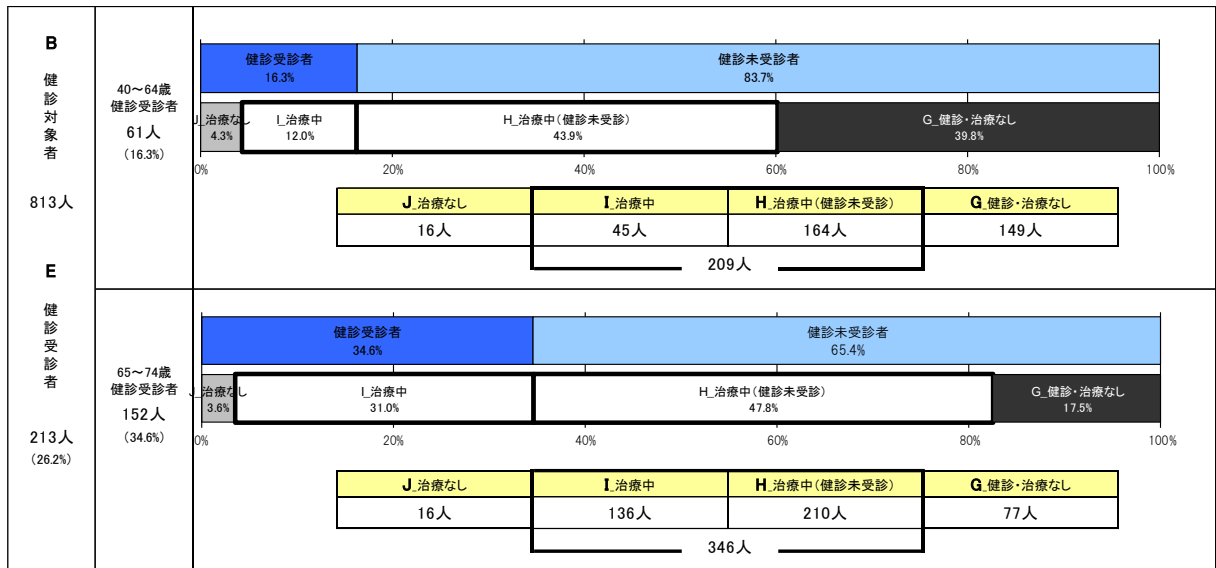 B
健
診
対
象
者
813人
E
健
診
受
診
者
213人
(26.2%)
40～64歳
健診受診者
61人
(16.3%)
健診受診者
16.3%
健診未受診者
83.7%
J_治療なし
4.3%
I_治療中
12.0%
H_治療中(健診未受診)
43.9%
G_健診・治療なし
39.8%
0% 20% 40% 60% 80% 100%
J_治療なし I_治療中 H_治療中(健診未受診) G_健診・治療なし
16人 45人 164人 149人
209人
65～74歳
健診受診者
152人
(34.6%)
健診受診者
34.6%
健診未受診者
65.4%
J_治療なし
3.6%
I_治療中
31.0%
H_治療中(健診未受診)
47.8%
G_健診・治療なし
17.5%
0% 20% 40% 60% 80% 100%
J_治療なし I_治療中 H_治療中(健診未受診) G_健診・治療なし
16人 136人 210人 77人
346人